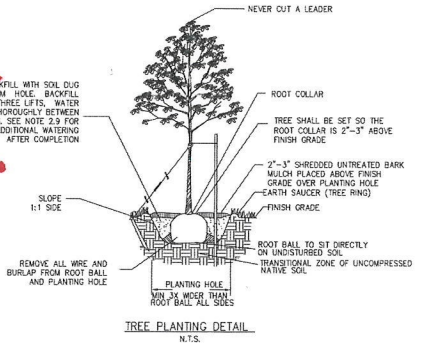 NEVER CUT A LEADER
KFILL WITH SOIL DUG
M HOLE. BACKFILL
THREE LIFTS, WATER
HOROUGHLY BETWEEN
. SEE NOTE 2.9 FOR
DDITIONAL WATERING
AFTER COMPLETION
ROOT COLLAR
TREE SHALL BE SET SO THE
ROOT COLLAR IS 2"-3" ABOVE
FINISH GRADE
2"-3" SHREDDED UNTREATED BARK
MULCH PLACED ABOVE FINISH
GRADE OVER PLANTING HOLE
EARTH SAUCER (TREE RING)
FINISH GRADE
SLOPE
1:1 SIDE
ROOT BALL TO SIT DIRECTLY
ON UNDISTURBED SOIL
TRANSITIONAL ZONE OF UNCOMPRESSED
NATIVE SOIL
REMOVE ALL WIRE AND
BURLAP FROM ROOT BALL
AND PLANTING HOLE
PLANTING HOLE
MIN 3X WIDER THAN
ROOT BALL ALL SIDES
TREE PLANTING DETAIL
N.T.S.